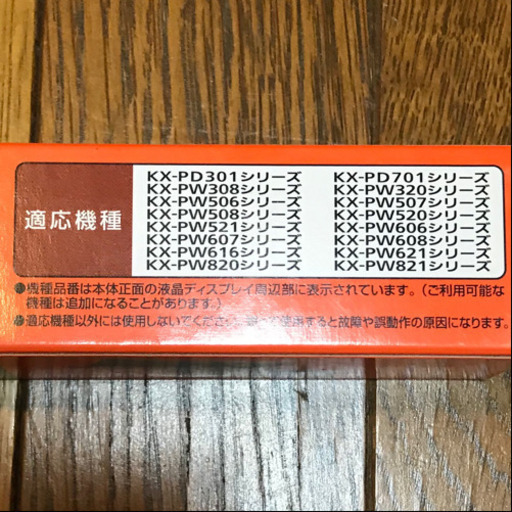 適応機種
KX-PD301シリーズ KX-PD701シリーズ
KX-PW308シリーズ KX-PW320シリーズ
KX-PW506シリーズ KX-PW507シリーズ
KX-PW508シリーズ KX-PW520シリーズ
KX-PW521シリーズ KX-PW606シリーズ
KX-PW607シリーズ KX-PW608シリーズ
KX-PW616シリーズ KX-PW621シリーズ
KX-PW820シリーズ KX-PW821シリーズ
●機種品番は本体正面の液晶ディスプレイ周辺部に表示されています。(ご利用可能な
機種は追加になることがあります。)
●適応機種以外には使用しないでください。 使用すると故障や誤動作の原因になります。